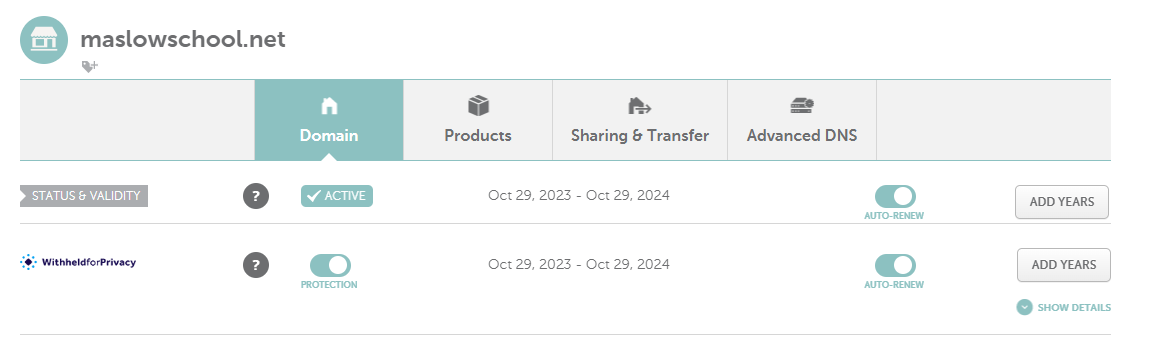 maslowschool.net
Domain
Products
Sharing & Transfer
Advanced DNS
STATUS & VALIDITY
?
ACTIVE
Oct 29, 2023 - Oct 29, 2024
AUTO-RENEW
ADD YEARS
WithheldforPrivacy
?
PROTECTION
Oct 29, 2023 - Oct 29, 2024
AUTO-RENEW
ADD YEARS
SHOW DETAILS